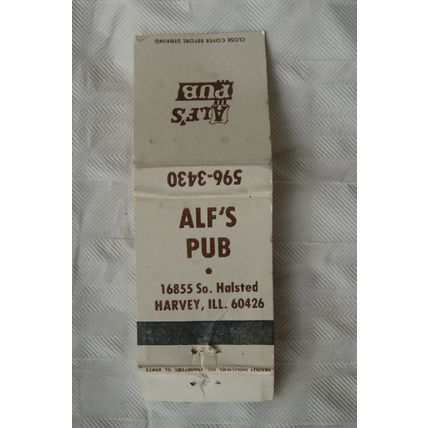 CLOSE COVER BEFORE STRIKING
ALF'S
PUB
596-3430
ALF'S
PUB
•
16855 So. Halsted
HARVEY, ILL. 60426